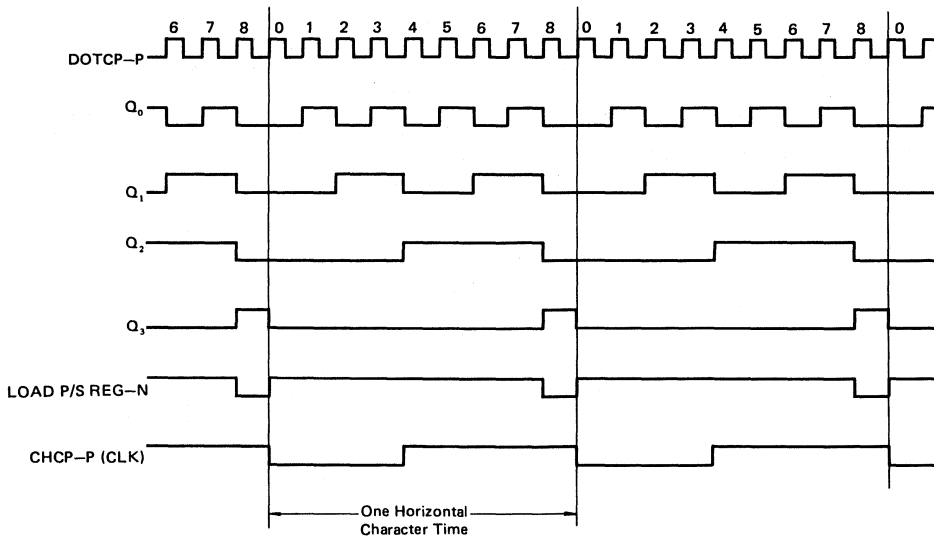 6 7 8 0 1 2 3 4 5 6 7 8 0 1 2 3 4 5 6 7 8 0
DOTCP–P
Q₀
Q₁
Q₂
Q₃
LOAD P/S REG–N
CHCP–P (CLK)
One Horizontal
Character Time